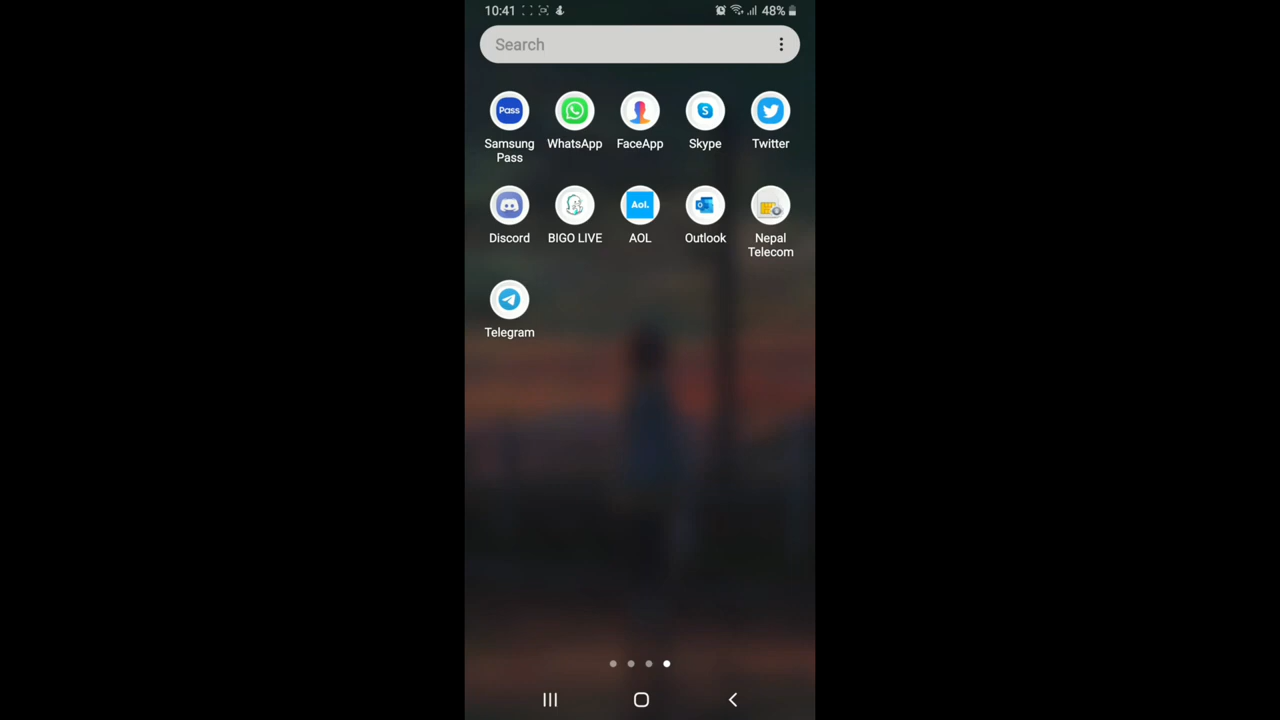 10:41
48%
Search
Pass
S
Samsung Pass
WhatsApp
FaceApp
Skype
Twitter
Aol.
Discord
BIGO LIVE
AOL
Outlook
Nepal Telecom
Telegram